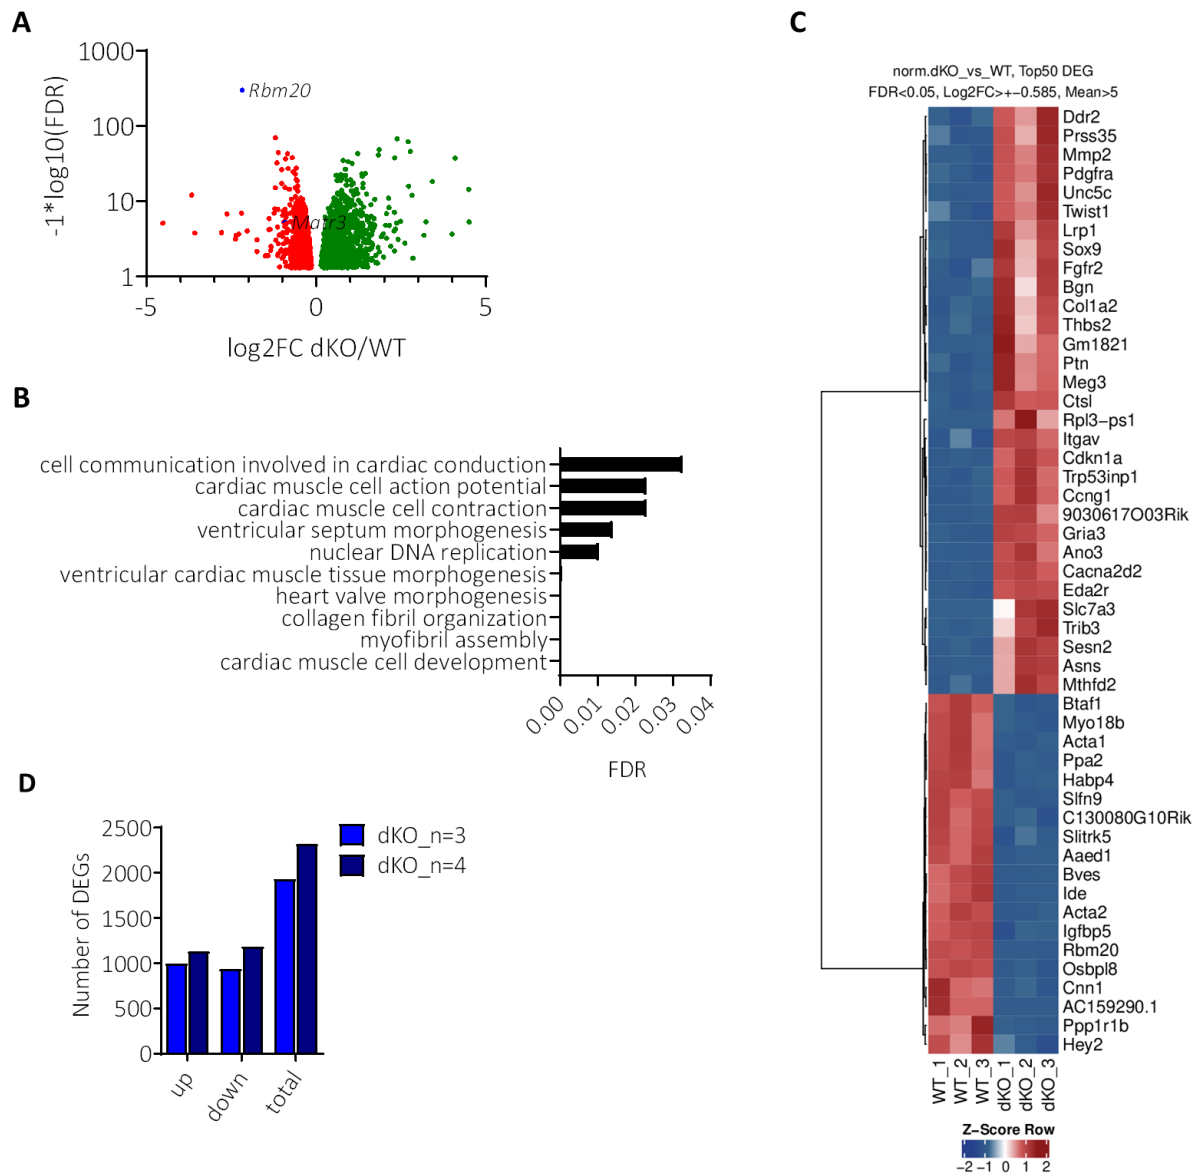 A
1000
100
10
1
-1*log10(FDR)
Rbm20
Matr3
-5
0
5
log2FC dKO/WT
B
cell communication involved in cardiac conduction
cardiac muscle cell action potential
cardiac muscle cell contraction
ventricular septum morphogenesis
nuclear DNA replication
ventricular cardiac muscle tissue morphogenesis
heart valve morphogenesis
collagen fibril organization
myofibril assembly
cardiac muscle cell development
0.00
0.01
0.02
0.03
0.04
FDR
C
norm.dKO_vs_WT, Top50 DEG
FDR<0.05, Log2FC>+−0.585, Mean>5
Ddr2
Prss35
Mmp2
Pdgfra
Unc5c
Twist1
Lrp1
Sox9
Fgfr2
Bgn
Col1a2
Thbs2
Gm1821
Ptn
Meg3
Ctsl
Rpl3−ps1
Itgav
Cdkn1a
Trp53inp1
Ccng1
9030617O03Rik
Gria3
Ano3
Cacna2d2
Eda2r
Slc7a3
Trib3
Sesn2
Asns
Mthfd2
Btaf1
Myo18b
Acta1
Ppa2
Habp4
Slfn9
C130080G10Rik
Slitrk5
Aaed1
Bves
Ide
Acta2
Igfbp5
Rbm20
Osbpl8
Cnn1
AC159290.1
Ppp1r1b
Hey2
WT_1
WT_2
WT_3
dKO_1
dKO_2
dKO_3
Z−Score Row
−2 −1 0 1 2
D
2500
2000
1500
1000
500
0
Number of DEGs
up
down
total
dKO_n=3
dKO_n=4